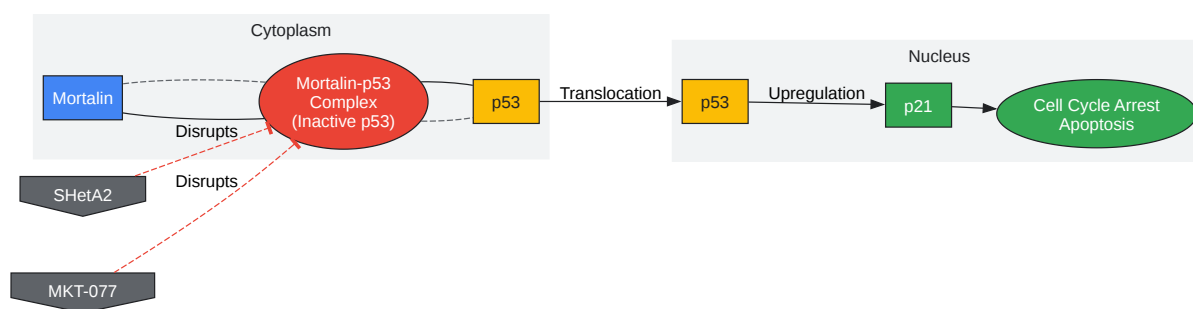 Cytoplasm
Nucleus
Mortalin
Mortalin-p53
Complex
(Inactive p53)
p53
Translocation
p53
Upregulation
p21
Cell Cycle Arrest
Apoptosis
Disrupts
SHetA2
Disrupts
MKT-077